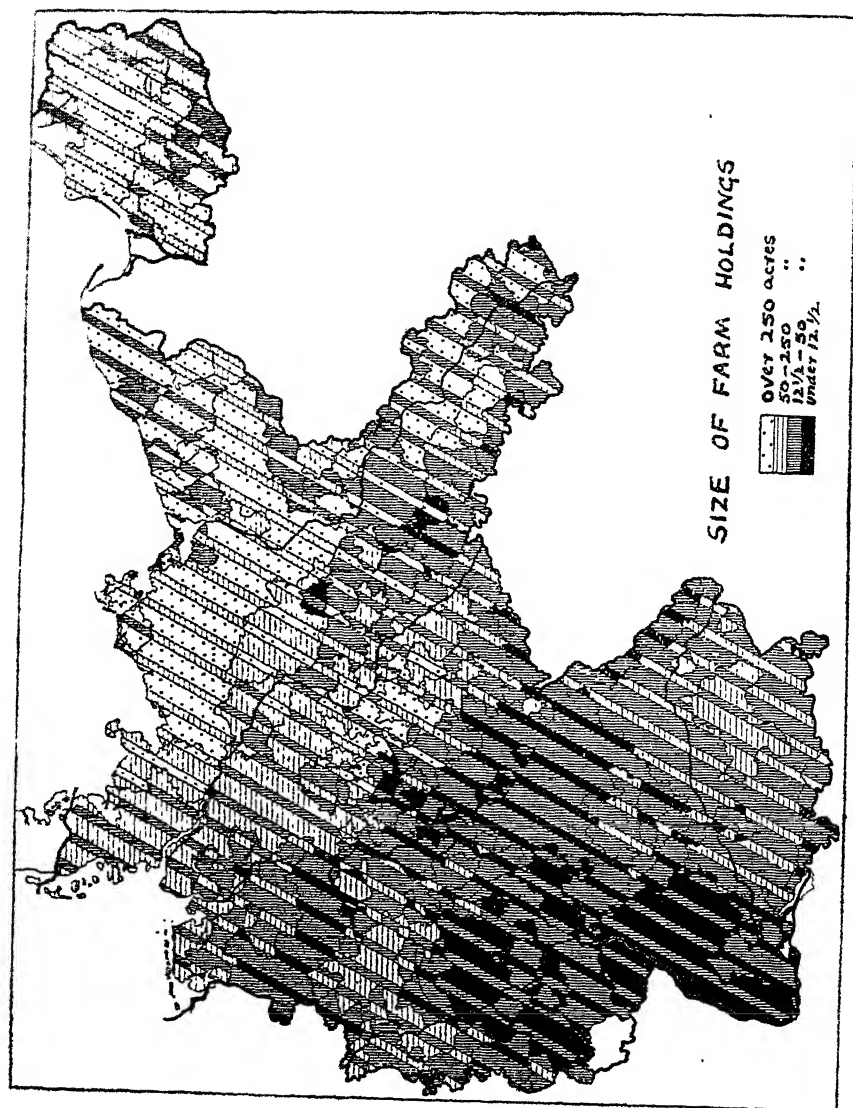 SIZE OF FARM HOLDINGS
over 250 acres
50-250 "
12½-50 "
Under 12½